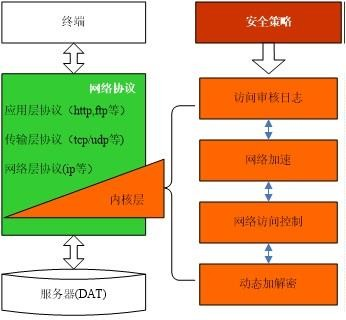 终端
网络协议
应用层协议（http,ftp等）
传输层协议（tcp/udp等)
网络层协议(ip等）
内核层
服务器(DAT)
安全策略
访问审核日志
网络加速
网络访问控制
动态加解密